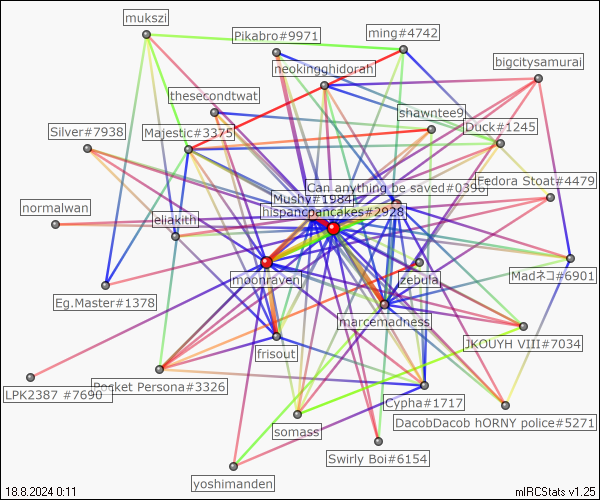 mukszi
Pikabro#9971
ming#4742
neokingghidorah
bigcitysamurai
thesecondtwat
shawntee9
Silver#7938
Majestic#3375
Duck#1245
Can anything be saved#0396
Fedora Stoat#4479
Mushy#1984
normalwan
eliakith
hispancpancakes#2928
moonraven
zebula
Madネコ#6901
Eg.Master#1378
marcemadness
JKOUYH VIII#7034
frisout
LPK2387 #7690
Pocket Persona#3326
Cypha#1717
DacobDacob hORNY police#5271
somass
Swirly Boi#6154
yoshimanden
18.8.2024 0:11
mIRCStats v1.25